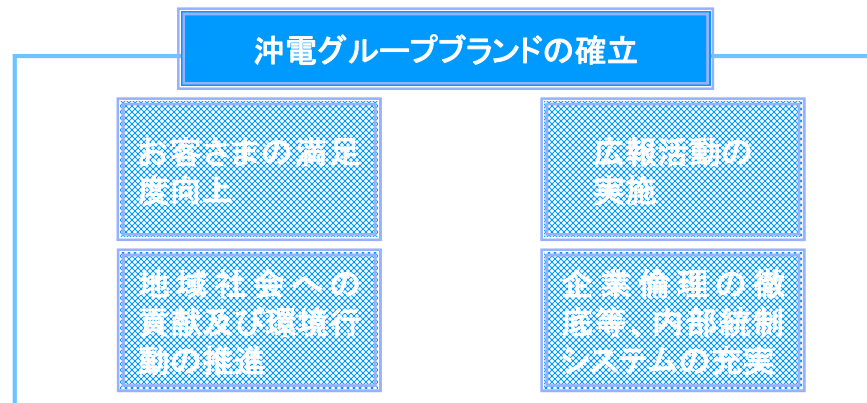 沖電グループブランドの確立
お客さまの満足
度向上
広報活動の
実施
地域社会への
貢献及び環境行
動の推進
企業倫理の徹
底等、内部統制
システムの充実